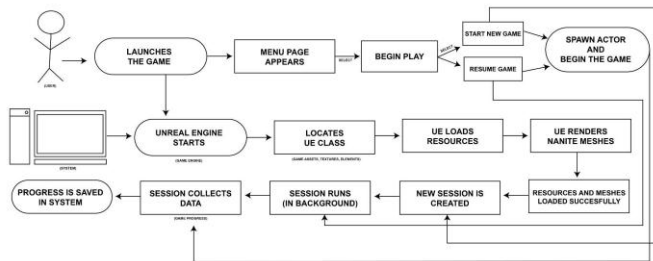 START NEW GAME
LAUNCHES
THE GAME
MENU PAGE
APPEARS
SELECT
BEGIN PLAY
SELECT
SPAWN ACTOR
AND
BEGIN THE GAME
RESUME GAME
(USER)
UNREAL ENGINE
STARTS
(GAME ENGINE)
LOCATES
UE CLASS
(GAME ASSETS, TEXTURES, ELEMENTS)
UE LOADS
RESOURCES
UE RENDERS
NANITE MESHES
(SYSTEM)
PROGRESS IS SAVED
IN SYSTEM
SESSION COLLECTS
DATA
(GAME PROGRESS)
SESSION RUNS
(IN BACKGROUND)
NEW SESSION IS
CREATED
RESOURCES AND MESHES
LOADED SUCCESFULLY